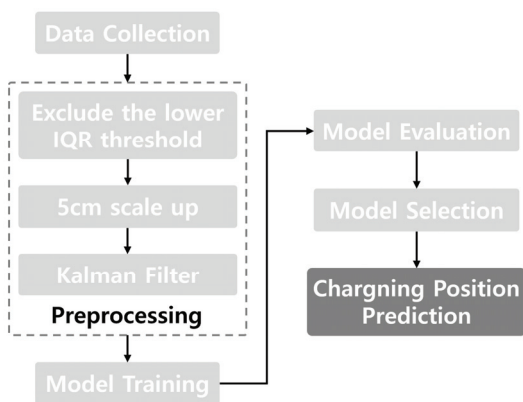 Data Collection
Exclude the lower
IQR threshold
5cm scale up
Kalman Filter
Preprocessing
Model Training
Model Evaluation
Model Selection
Chargning Position
Prediction